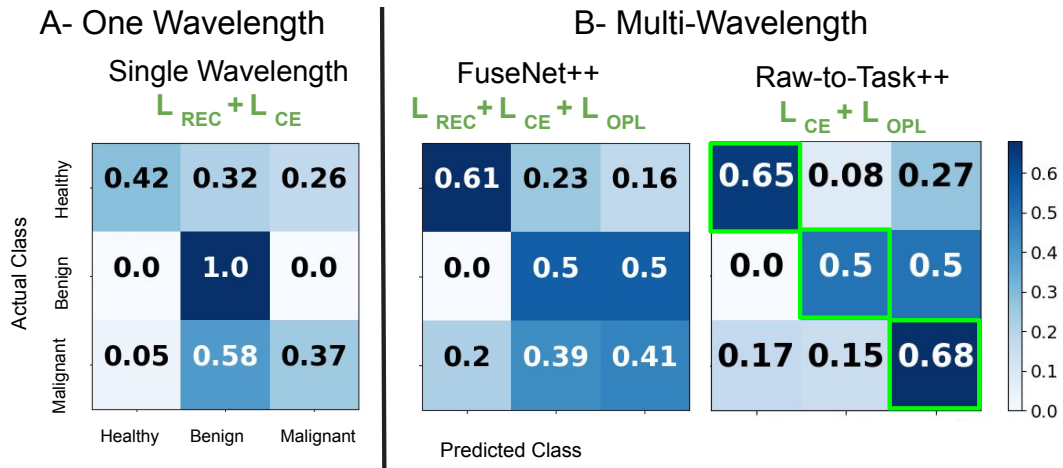 A- One Wavelength
B- Multi-Wavelength
Single Wavelength
L REC + L CE
FuseNet++
L REC + L CE + L OPL
Raw-to-Task++
L CE + L OPL
Actual Class
Healthy
Benign
Malignant
0.42 0.32 0.26
0.0 1.0 0.0
0.05 0.58 0.37
Healthy Benign Malignant
0.61 0.23 0.16
0.0 0.5 0.5
0.2 0.39 0.41
0.65 0.08 0.27
0.0 0.5 0.5
0.17 0.15 0.68
0.6
0.5
0.4
0.3
0.2
0.1
0.0
Predicted Class